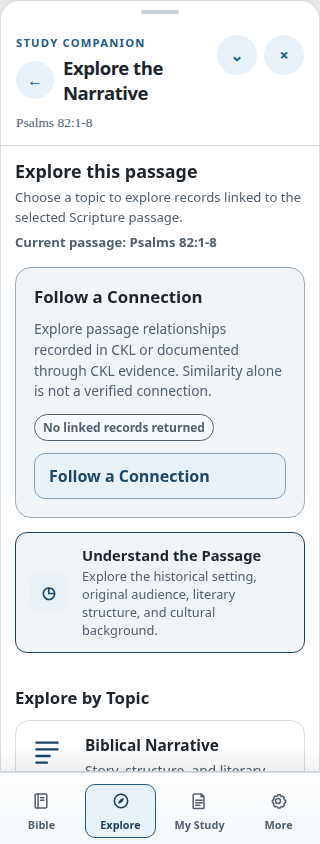 STUDY COMPANION
Explore the
Narrative
Psalms 82:1-8
Explore this passage
Choose a topic to explore records linked to the
selected Scripture passage.
Current passage: Psalms 82:1-8
Follow a Connection
Explore passage relationships
recorded in CKL or documented
through CKL evidence. Similarity alone
is not a verified connection.
No linked records returned
Follow a Connection
Understand the Passage
Explore the historical setting,
original audience, literary
structure, and cultural
background.
Explore by Topic
Biblical Narrative
Story, structure, and literary
Bible
Explore
My Study
More